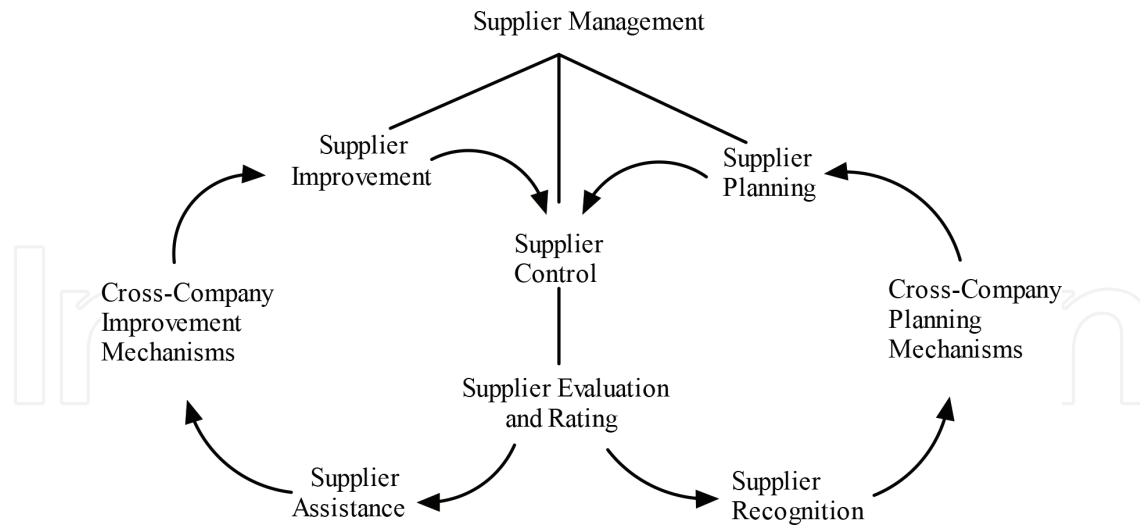 Supplier Management
Supplier
Improvement
Supplier
Planning
Supplier
Control
Cross-Company
Improvement
Mechanisms
Cross-Company
Planning
Mechanisms
Supplier Evaluation
and Rating
Supplier
Assistance
Supplier
Recognition